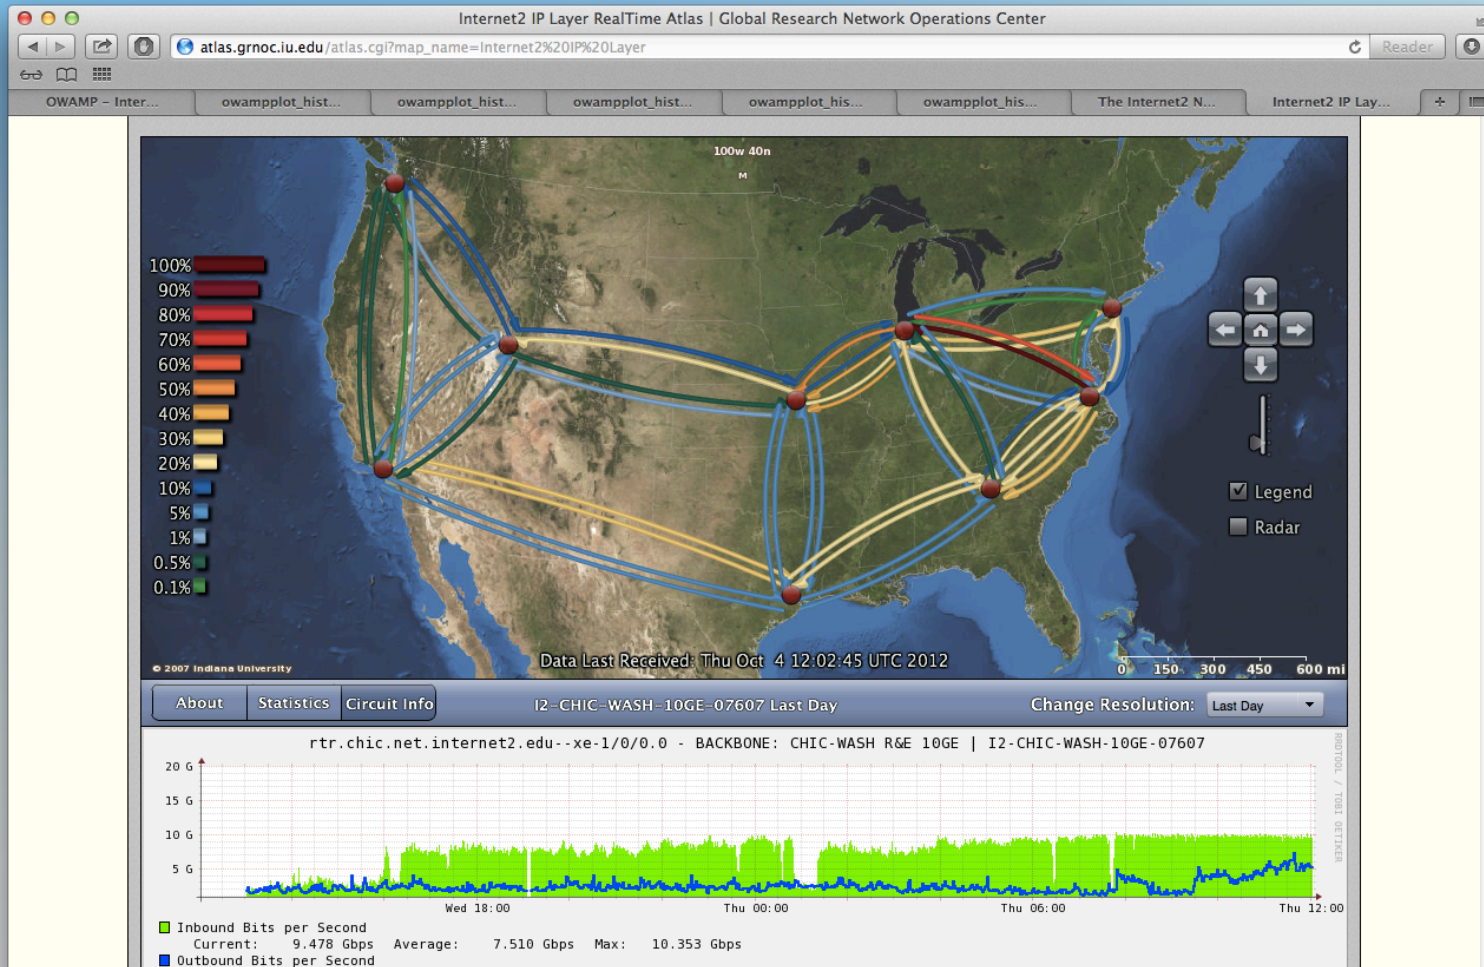 Internet2 IP Layer RealTime Atlas | Global Research Network Operations Center
atlas.grnoc.iu.edu/atlas.cgi?map_name=Internet2%20IP%20Layer
Reader
OWAMP – Inter...
owampplot_hist...
owampplot_hist...
owampplot_hist...
owampplot_his...
owampplot_his...
The Internet2 N...
Internet2 IP Lay...
100w 40n
M
100%
90%
80%
70%
60%
50%
40%
30%
20%
10%
5%
1%
0.5%
0.1%
Legend
Radar
© 2007 Indiana University
Data Last Received: Thu Oct 4 12:02:45 UTC 2012
0 150 300 450 600 mi
About
Statistics
Circuit Info
I2-CHIC-WASH-10GE-07607 Last Day
Change Resolution:
Last Day
rtr.chic.net.internet2.edu--xe-1/0/0.0 - BACKBONE: CHIC-WASH R&E 10GE | I2-CHIC-WASH-10GE-07607
RRDTOOL / TOBI OETIKER
20 G
15 G
10 G
5 G
Wed 18:00
Thu 00:00
Thu 06:00
Thu 12:00
Inbound Bits per Second
Current: 9.478 Gbps Average: 7.510 Gbps Max: 10.353 Gbps
Outbound Bits per Second